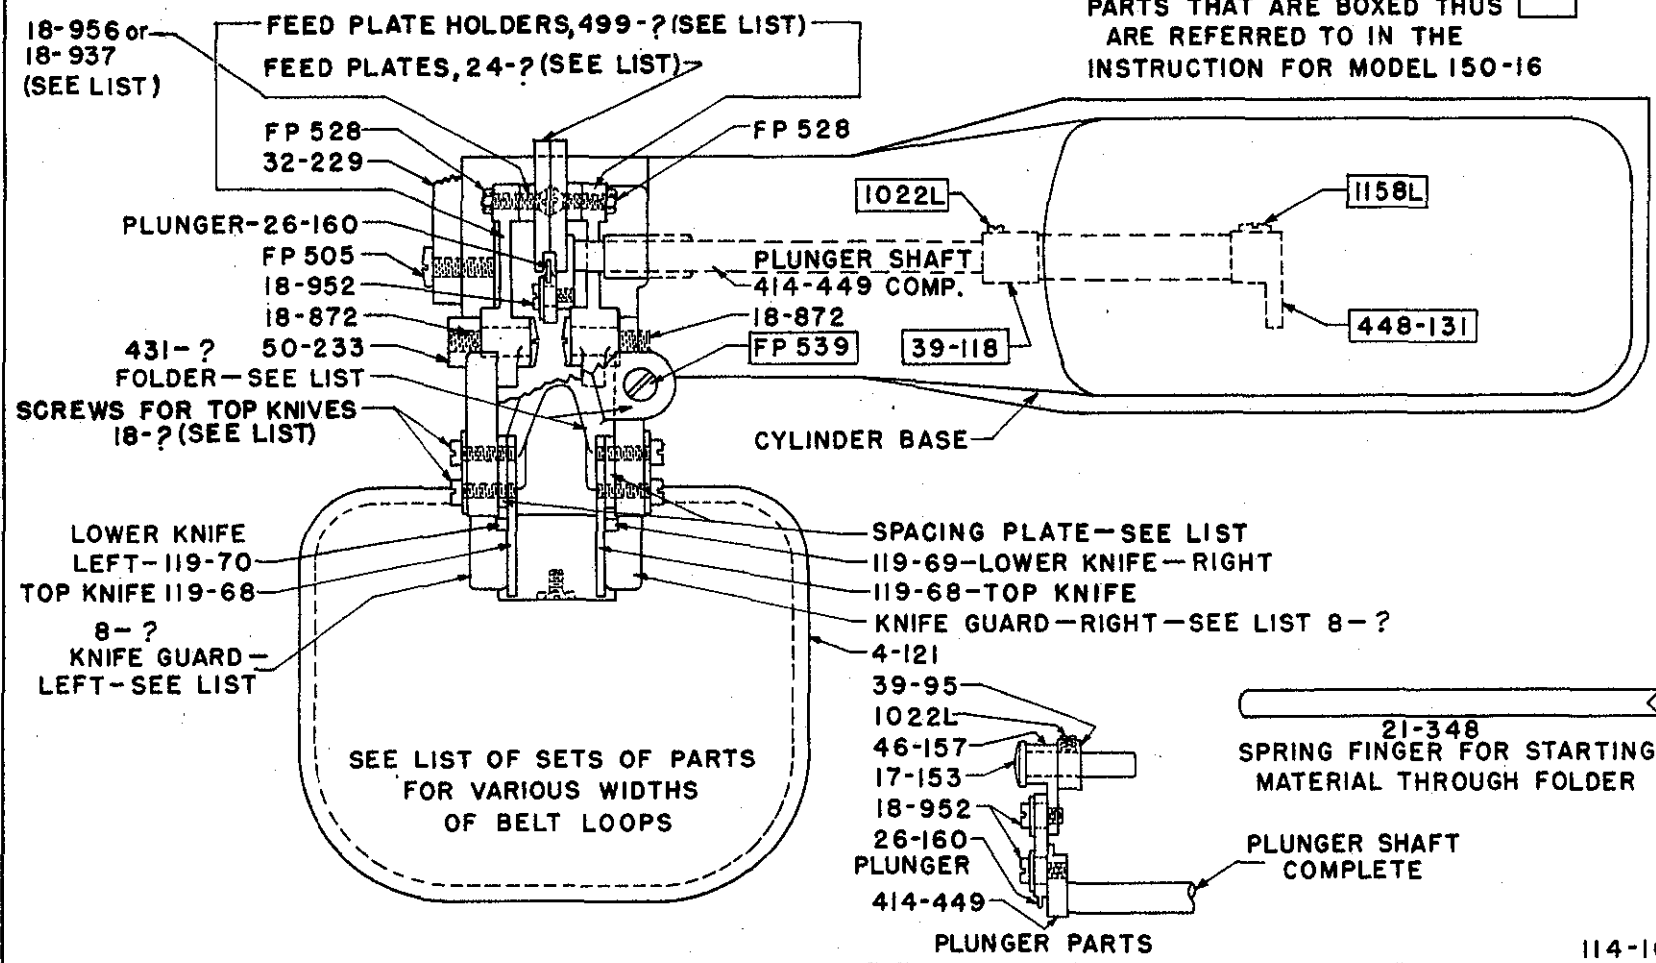 18-956 or
18-937
(SEE LIST)
FEED PLATE HOLDERS, 499-? (SEE LIST)
FEED PLATES, 24-? (SEE LIST)
PARTS THAT ARE BOXED THUS
ARE REFERRED TO IN THE
INSTRUCTION FOR MODEL 150-16
FP 528
32-229
PLUNGER-26-160
FP 505
18-952
18-872
50-233
431-?
FOLDER-SEE LIST
SCREWS FOR TOP KNIVES
18-? (SEE LIST)
FP 528
1022L
1158L
PLUNGER SHAFT
414-449 COMP.
18-872
FP 539
39-118
448-131
CYLINDER BASE
LOWER KNIFE
LEFT-119-70
TOP KNIFE 119-68
8-?
KNIFE GUARD-
LEFT-SEE LIST
SPACING PLATE-SEE LIST
119-69-LOWER KNIFE-RIGHT
119-68-TOP KNIFE
KNIFE GUARD-RIGHT-SEE LIST 8-?
4-121
SEE LIST OF SETS OF PARTS
FOR VARIOUS WIDTHS
OF BELT LOOPS
39-95
1022L
46-157
17-153
18-952
26-160
PLUNGER
414-449
PLUNGER PARTS
21-348
SPRING FINGER FOR STARTING
MATERIAL THROUGH FOLDER
PLUNGER SHAFT
COMPLETE